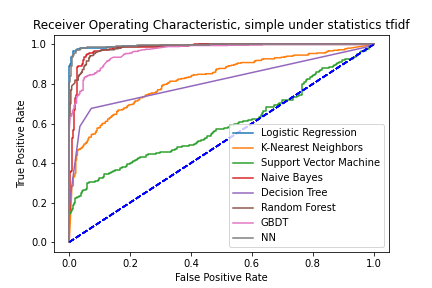 Receiver Operating Characteristic, simple under statistics tfidf
True Positive Rate
1.0
0.8
0.6
0.4
0.2
0.0
Logistic Regression
K-Nearest Neighbors
Support Vector Machine
Naive Bayes
Decision Tree
Random Forest
GBDT
NN
0.0 0.2 0.4 0.6 0.8 1.0
False Positive Rate